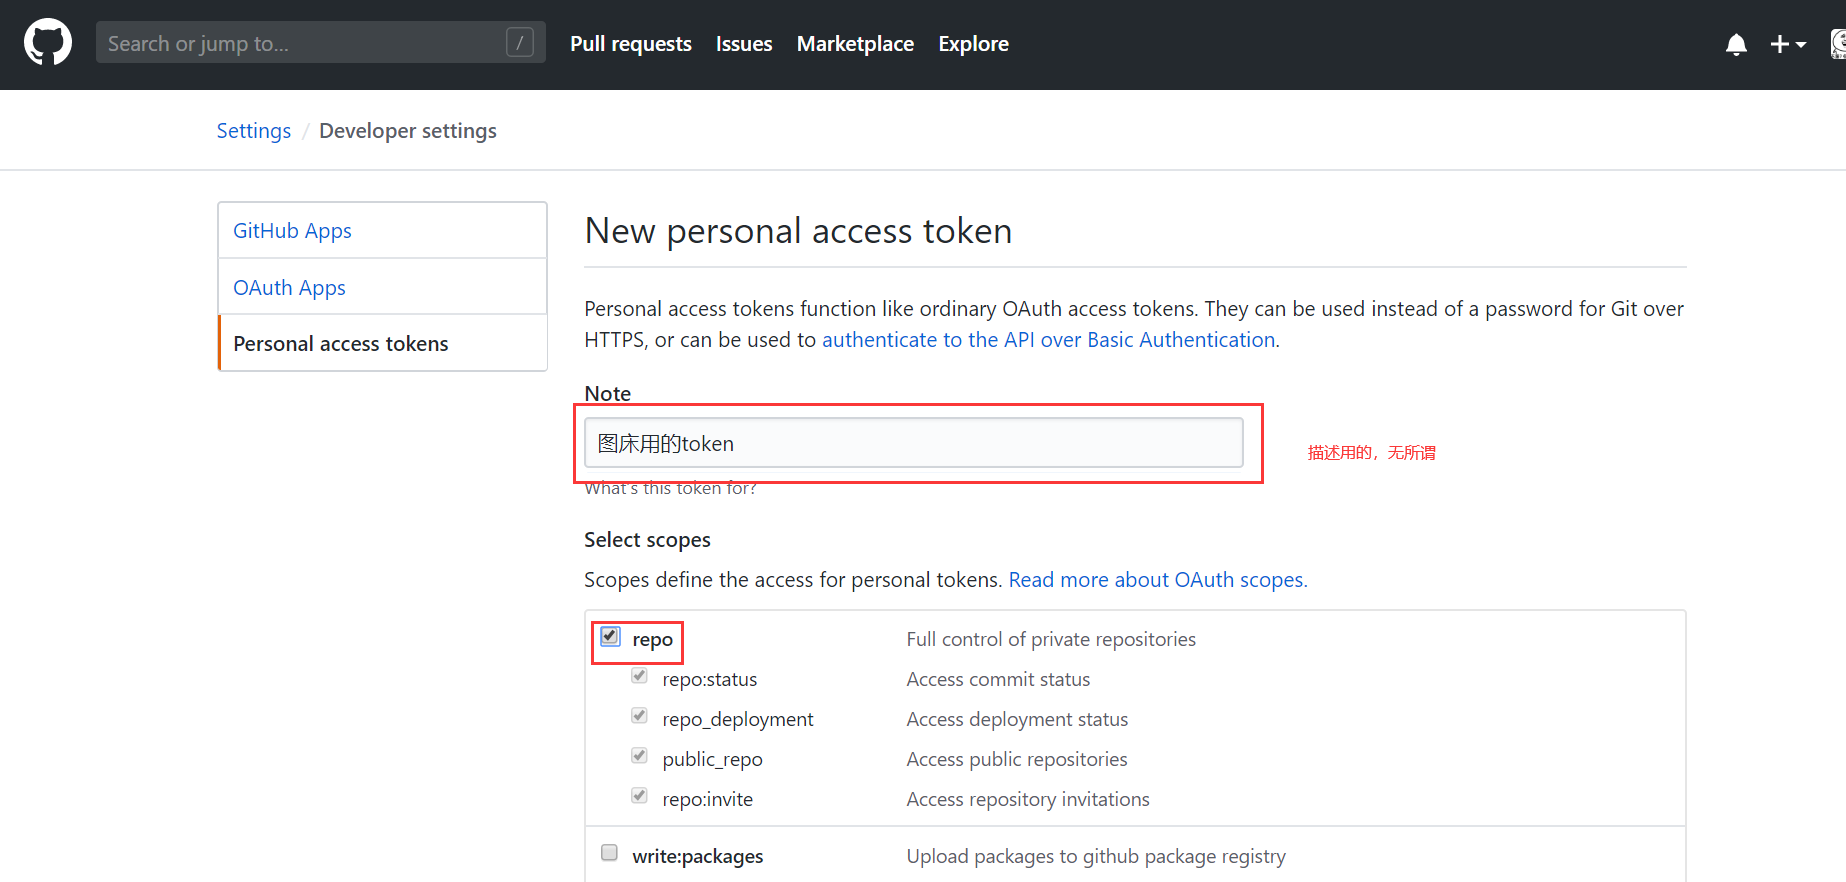 Search or jump to... /
Pull requests Issues Marketplace Explore
Settings / Developer settings
GitHub Apps
OAuth Apps
Personal access tokens
New personal access token
Personal access tokens function like ordinary OAuth access tokens. They can be used instead of a password for Git over
HTTPS, or can be used to authenticate to the API over Basic Authentication.
Note
图床用的token
描述用的，无所谓
What's this token for?
Select scopes
Scopes define the access for personal tokens. Read more about OAuth scopes.
repo Full control of private repositories
repo:status Access commit status
repo_deployment Access deployment status
public_repo Access public repositories
repo:invite Access repository invitations
write:packages Upload packages to github package registry